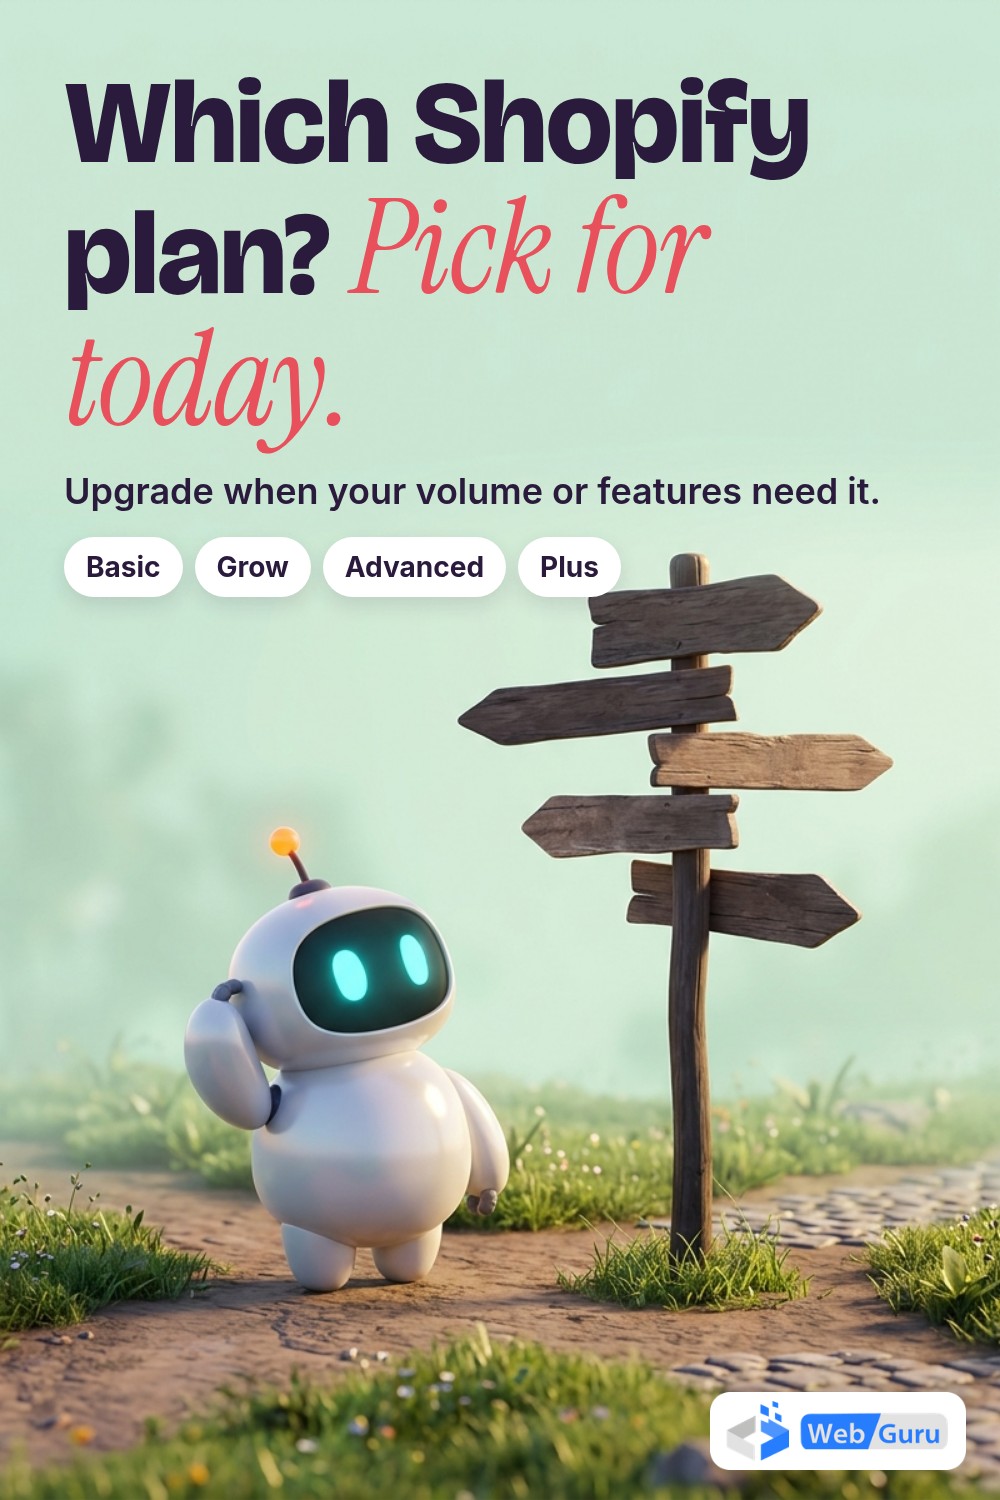 Which Shopify
plan? Pick for
today.
Upgrade when your volume or features need it.
Basic Grow Advanced Plus
Web Guru